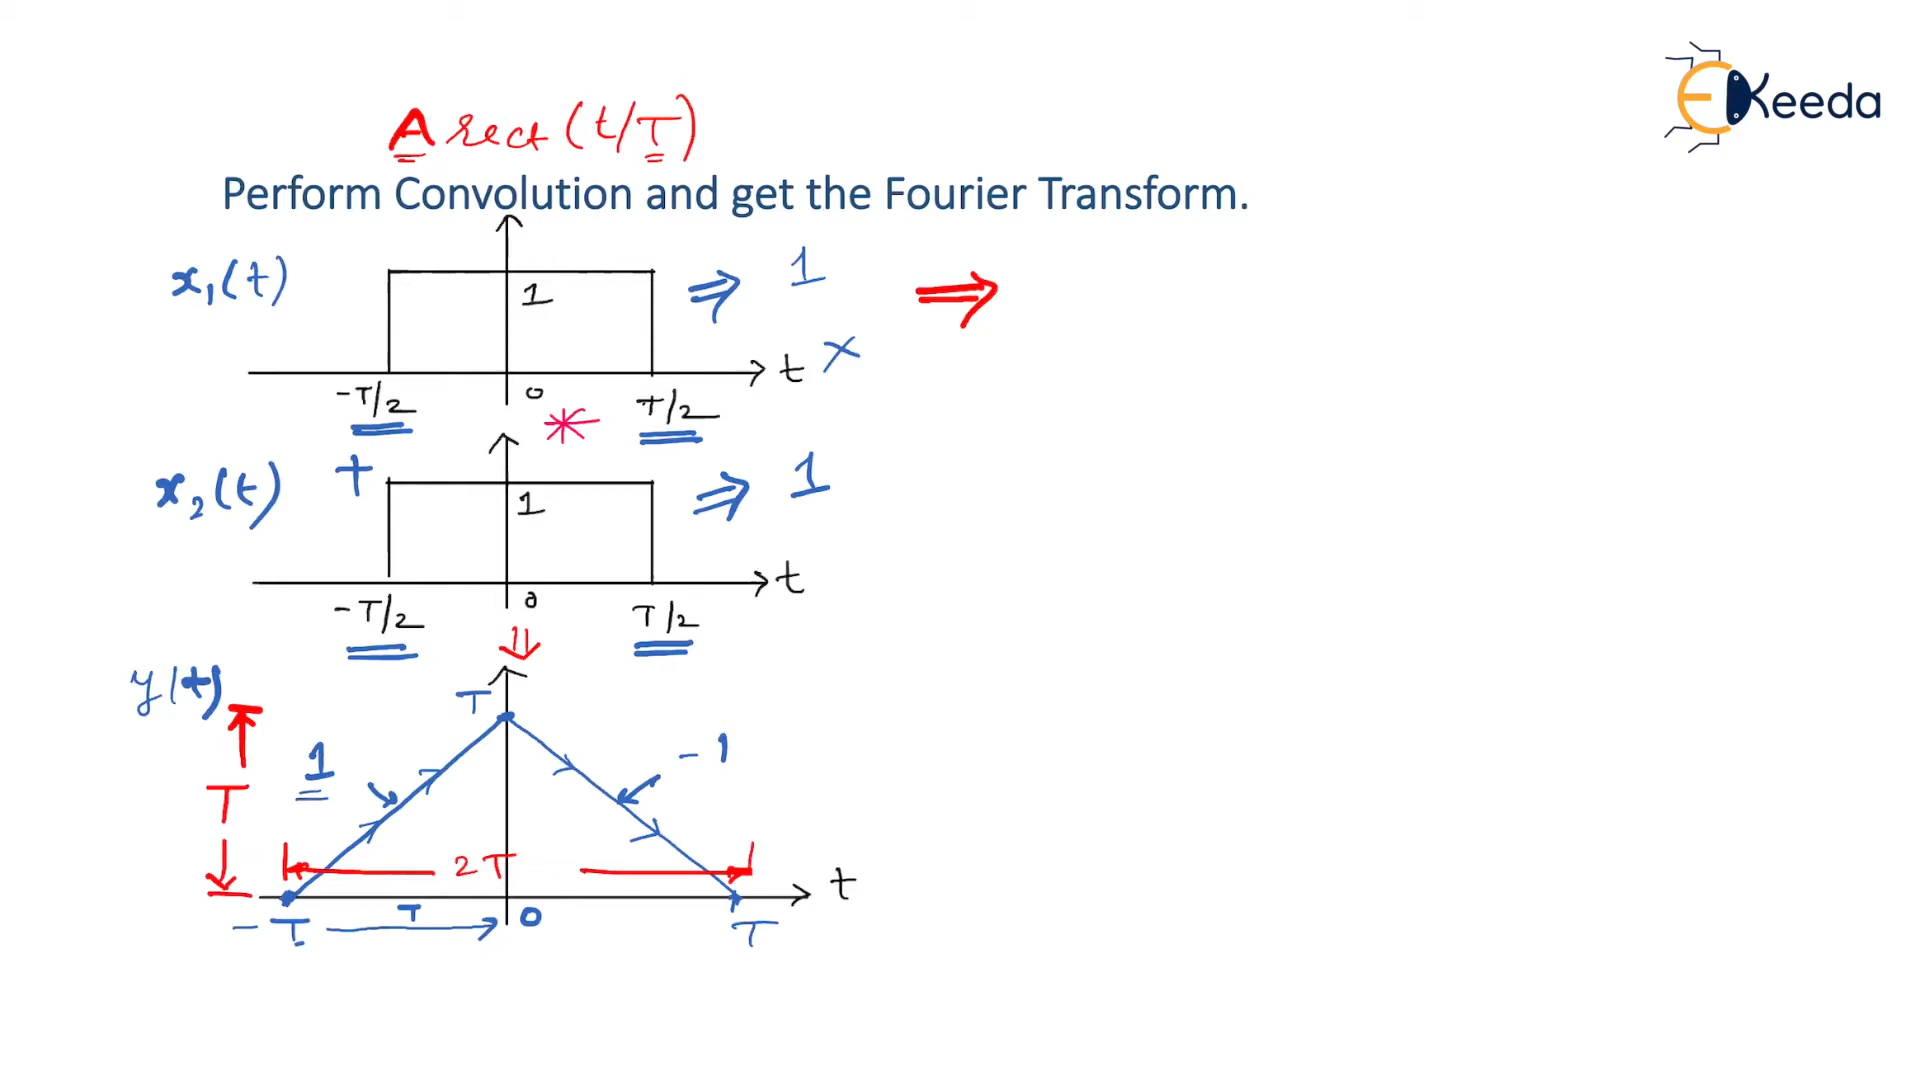 EKeeda
A rect (t/T)
Perform Convolution and get the Fourier Transform.
x₁(t) 1 ⇒ 1 ⇒
t ×
-T/2 0 T/2
*
x₂(t) + 1 ⇒ 1
t
-T/2 0 T/2
⇓
y(t) T
1 -1
T
2T
t
-T T 0 T